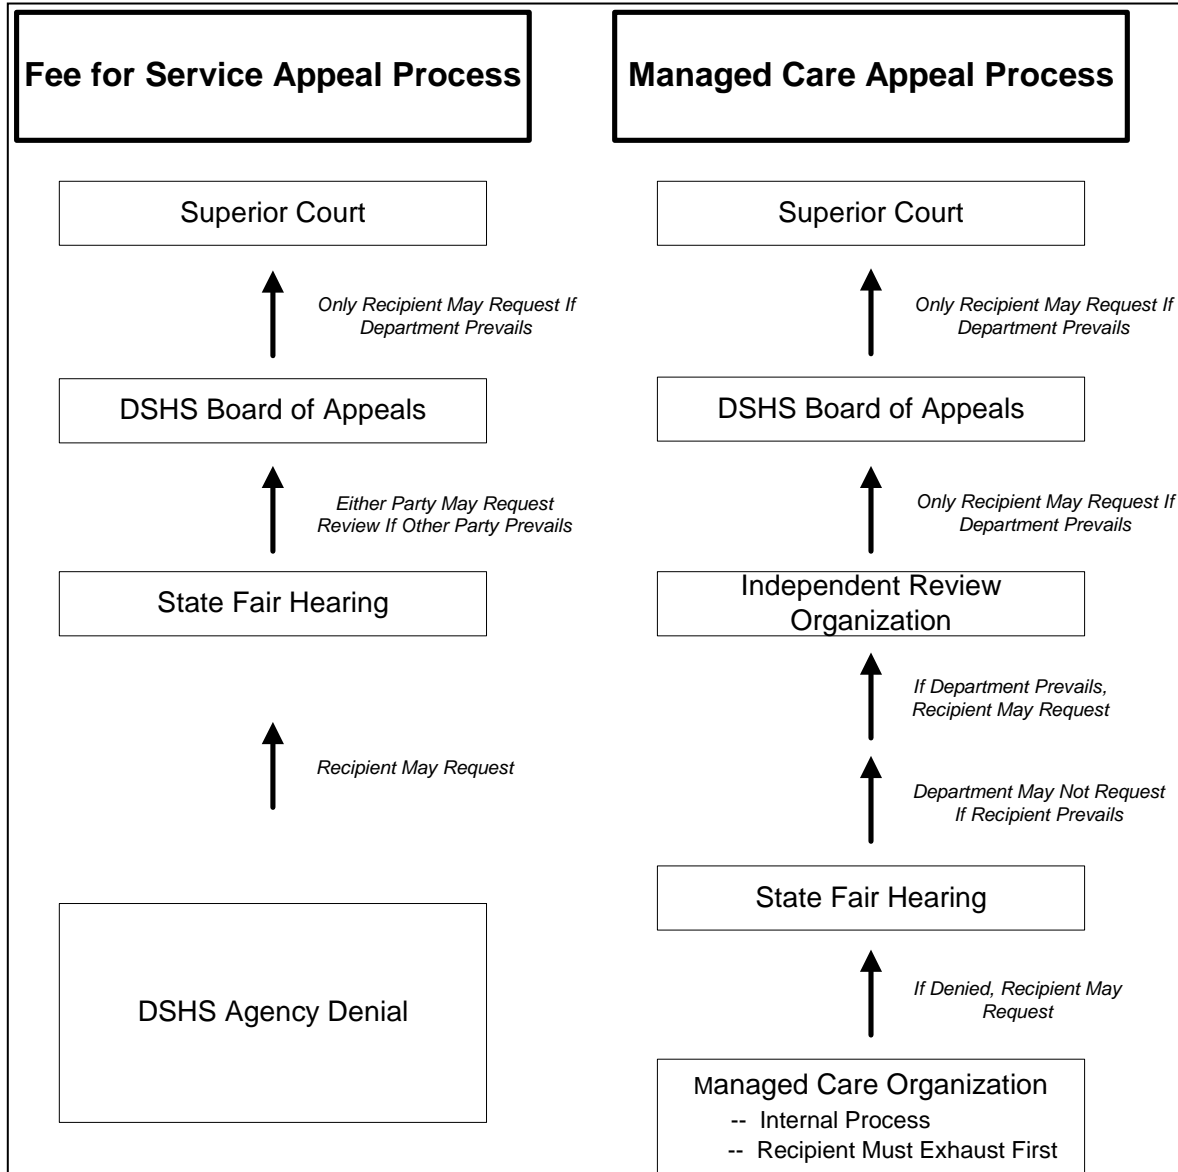 Fee for Service Appeal Process
Superior Court
Only Recipient May Request If
Department Prevails
DSHS Board of Appeals
Either Party May Request
Review If Other Party Prevails
State Fair Hearing
Recipient May Request
DSHS Agency Denial
Managed Care Appeal Process
Superior Court
Only Recipient May Request If
Department Prevails
DSHS Board of Appeals
Only Recipient May Request If
Department Prevails
Independent Review
Organization
If Department Prevails,
Recipient May Request
Department May Not Request
If Recipient Prevails
State Fair Hearing
If Denied, Recipient May
Request
Managed Care Organization
-- Internal Process
-- Recipient Must Exhaust First